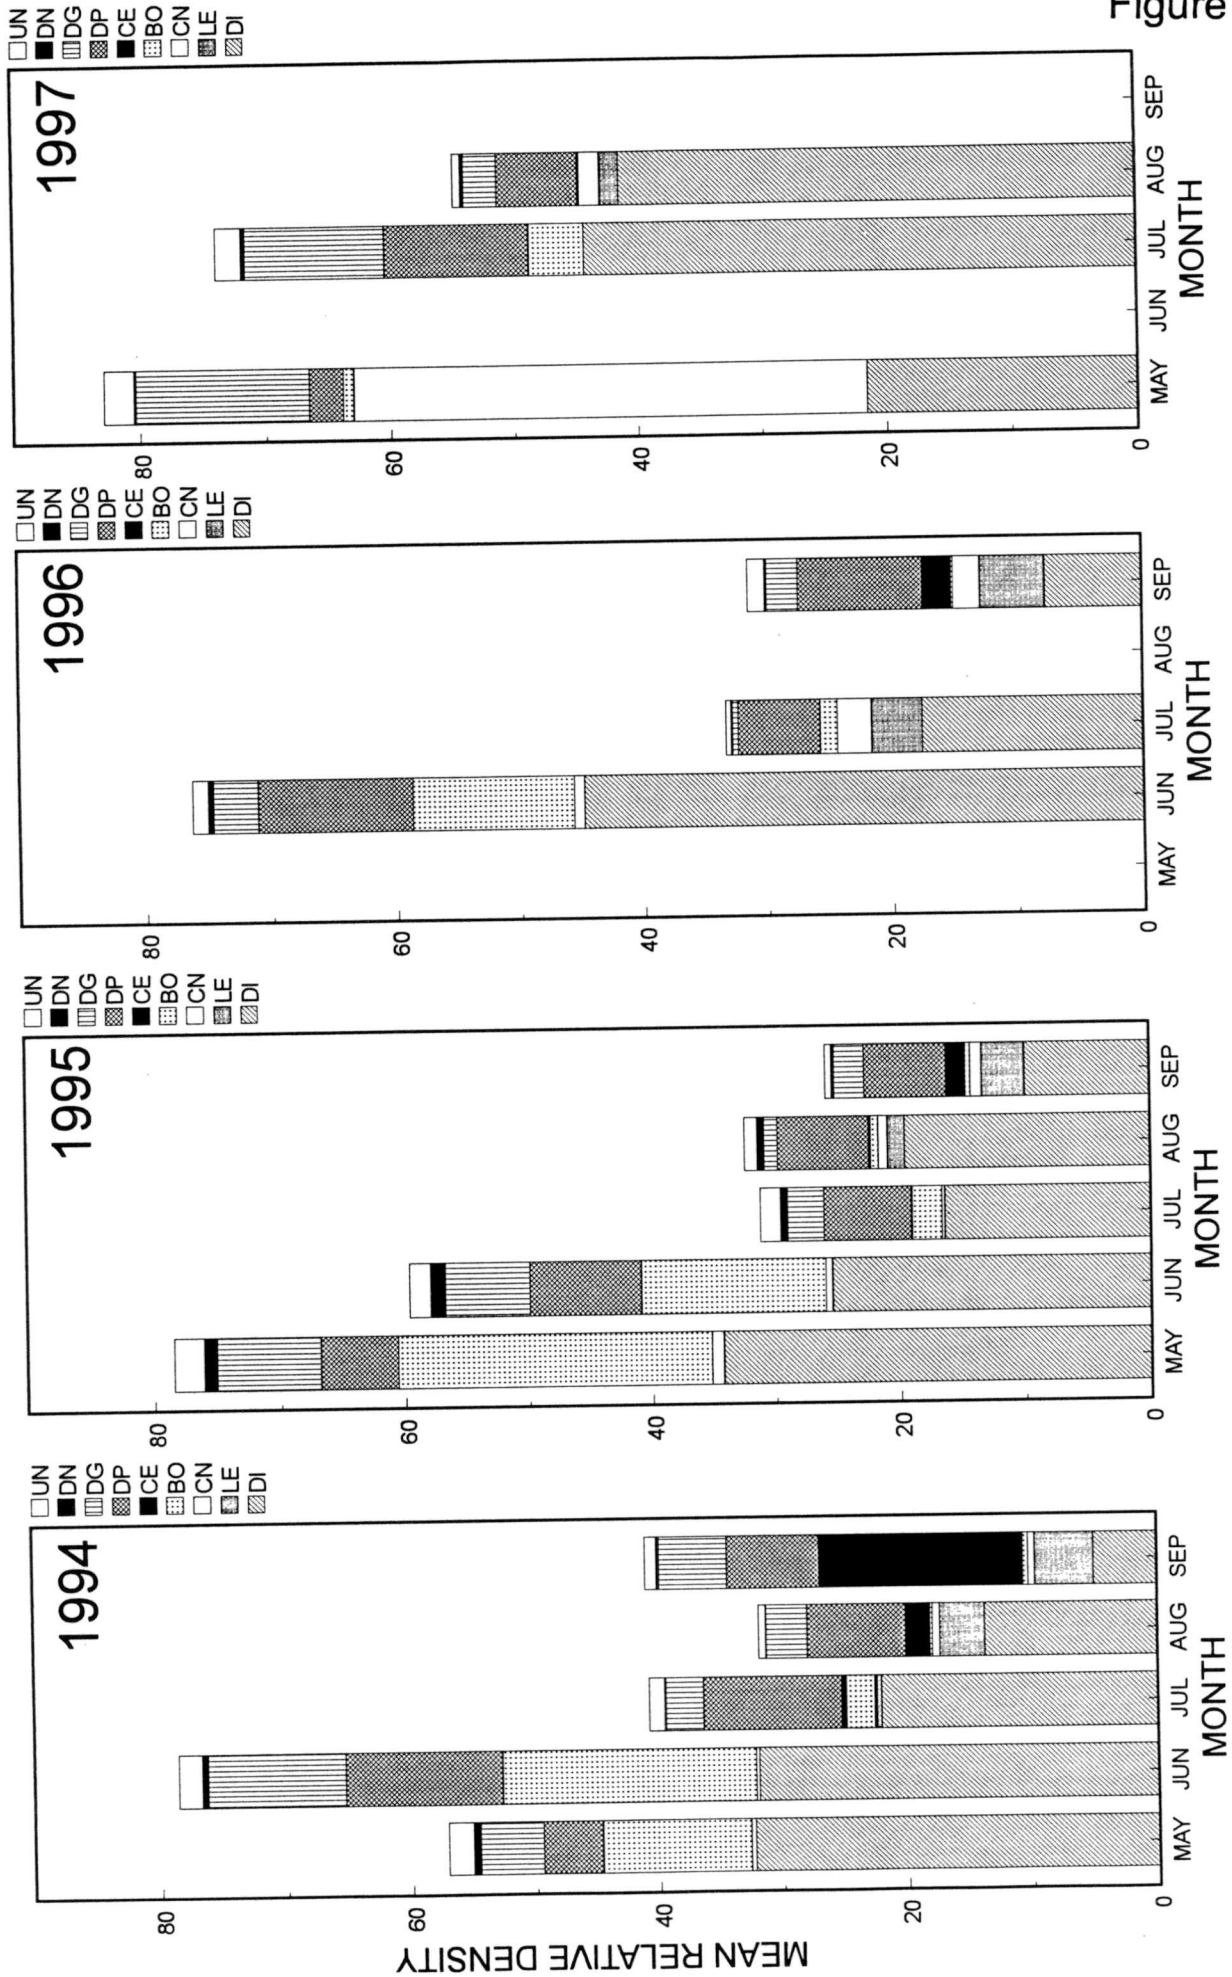 Figure
1994
UN
DN
DG
DP
CE
BO
CN
LE
DI
MEAN RELATIVE DENSITY
80
60
40
20
0
MAY JUN JUL AUG SEP
MONTH
1995
UN
DN
DG
DP
CE
BO
CN
LE
DI
80
60
40
20
0
MAY JUN JUL AUG SEP
MONTH
1996
UN
DN
DG
DP
CE
BO
CN
LE
DI
80
60
40
20
0
MAY JUN JUL AUG SEP
MONTH
1997
UN
DN
DG
DP
CE
BO
CN
LE
DI
80
60
40
20
0
MAY JUN JUL AUG SEP
MONTH